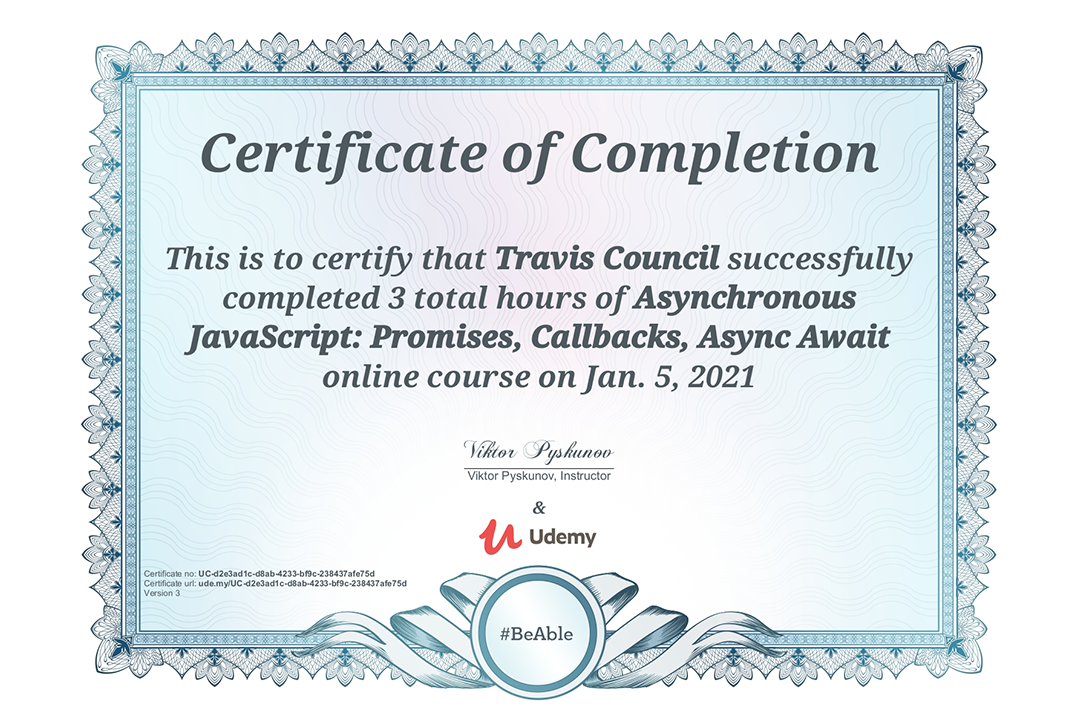 Certificate of Completion
This is to certify that Travis Council successfully
completed 3 total hours of Asynchronous
JavaScript: Promises, Callbacks, Async Await
online course on Jan. 5, 2021
Viktor Pyskunov
Viktor Pyskunov, Instructor
&
Udemy
Certificate no: UC-d2e3ad1c-d8ab-4233-bf9c-238437afe75d
Certificate url: ude.my/UC-d2e3ad1c-d8ab-4233-bf9c-238437afe75d
Version 3
#BeAble